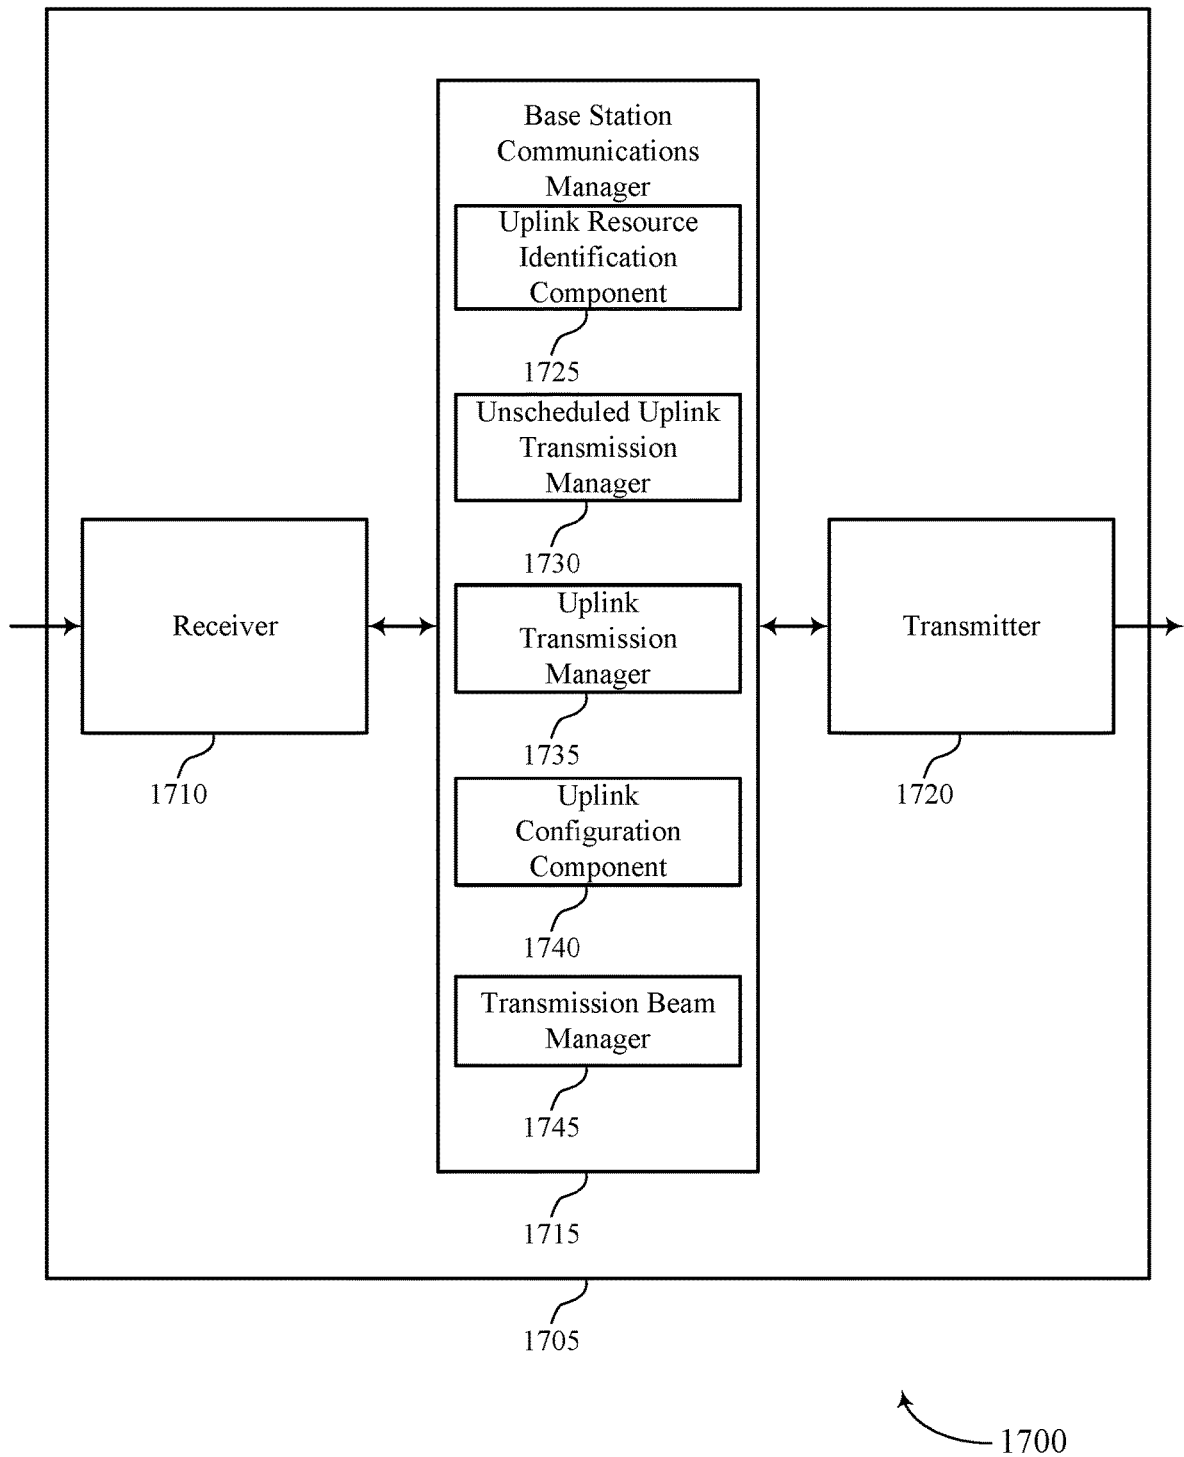 Base Station
Communications
Manager
Uplink Resource
Identification
Component
1725
Unscheduled Uplink
Transmission
Manager
1730
Receiver
1710
Uplink
Transmission
Manager
1735
Transmitter
1720
Uplink
Configuration
Component
1740
Transmission Beam
Manager
1745
1715
1705
1700